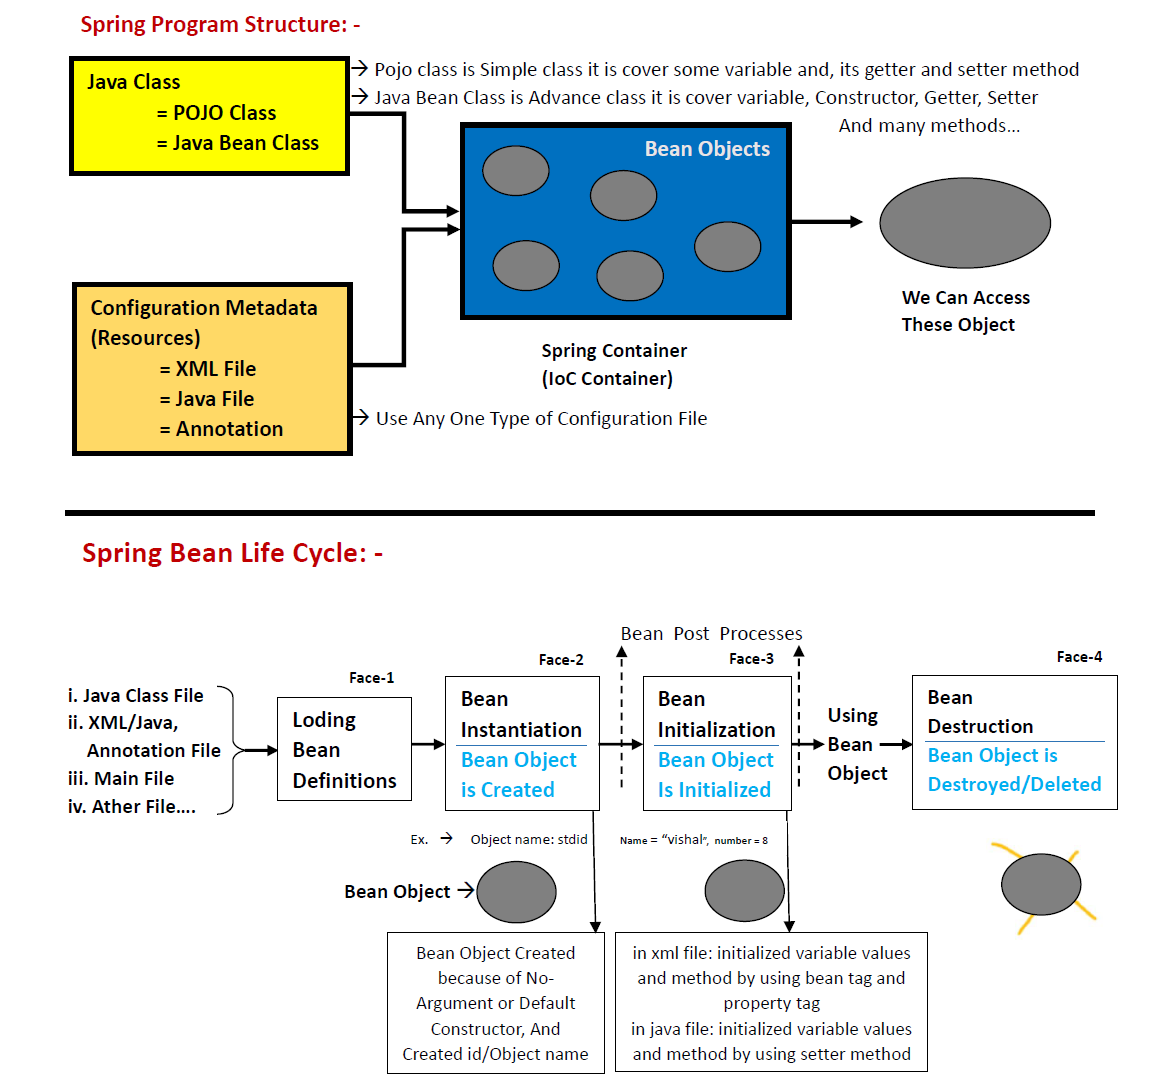 Spring Program Structure: -
Java Class
= POJO Class
= Java Bean Class
→ Pojo class is Simple class it is cover some variable and, its getter and setter method
→ Java Bean Class is Advance class it is cover variable, Constructor, Getter, Setter
And many methods...
Bean Objects
Spring Container
(IoC Container)
We Can Access
These Object
Configuration Metadata
(Resources)
= XML File
= Java File
= Annotation
→ Use Any One Type of Configuration File
Spring Bean Life Cycle: -
Bean Post Processes
i. Java Class File
ii. XML/Java,
Annotation File
iii. Main File
iv. Ather File....
Face-1
Loding
Bean
Definitions
Face-2
Bean
Instantiation
Bean Object
is Created
Face-3
Bean
Initialization
Bean Object
Is Initialized
Using
Bean
Object
Face-4
Bean
Destruction
Bean Object is
Destroyed/Deleted
Ex. → Object name: stdid
Name = “vishal”, number = 8
Bean Object →
Bean Object Created
because of No-
Argument or Default
Constructor, And
Created id/Object name
in xml file: initialized variable values
and method by using bean tag and
property tag
in java file: initialized variable values
and method by using setter method